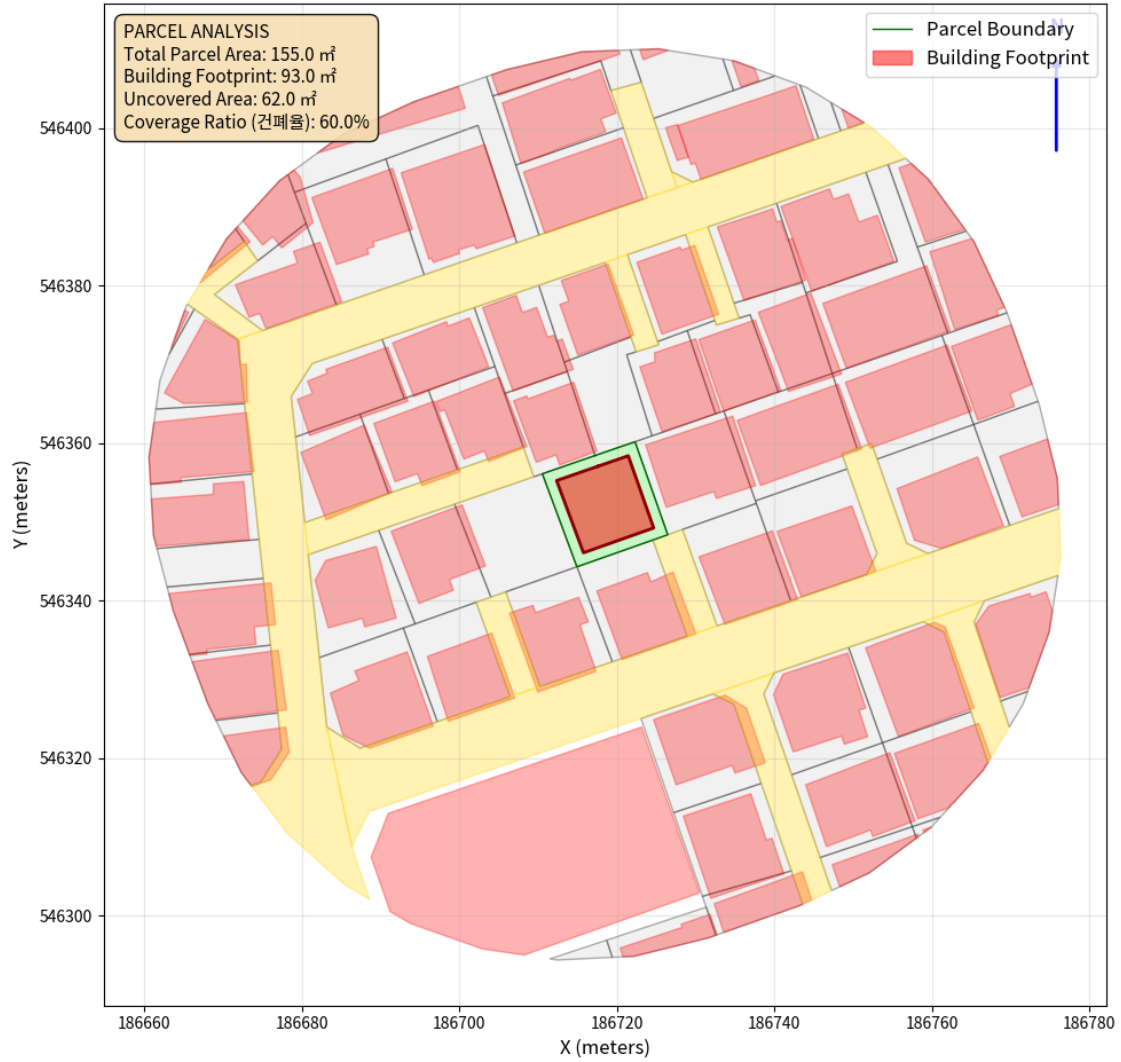 PARCEL ANALYSIS
Total Parcel Area: 155.0 ㎡
Building Footprint: 93.0 ㎡
Uncovered Area: 62.0 ㎡
Coverage Ratio (건폐율): 60.0%
N
Parcel Boundary
Building Footprint
Y (meters)
546400
546380
546360
546340
546320
546300
186660 186680 186700 186720 186740 186760 186780
X (meters)